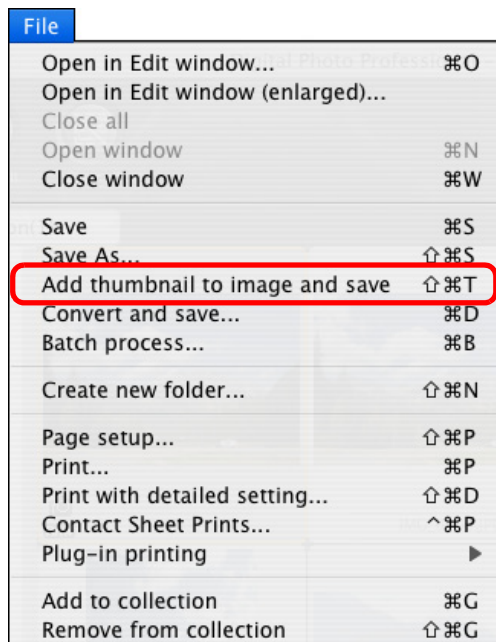 File
Open in Edit window... ⌘O
Open in Edit window (enlarged)...
Close all
Open window ⌘N
Close window ⌘W
Save ⌘S
Save As... ⇧⌘S
Add thumbnail to image and save ⇧⌘T
Convert and save... ⌘D
Batch process... ⌘B
Create new folder... ⇧⌘N
Page setup... ⇧⌘P
Print... ⌘P
Print with detailed setting... ⇧⌘D
Contact Sheet Prints... ^⌘P
Plug-in printing ▶
Add to collection ⌘G
Remove from collection ⇧⌘G